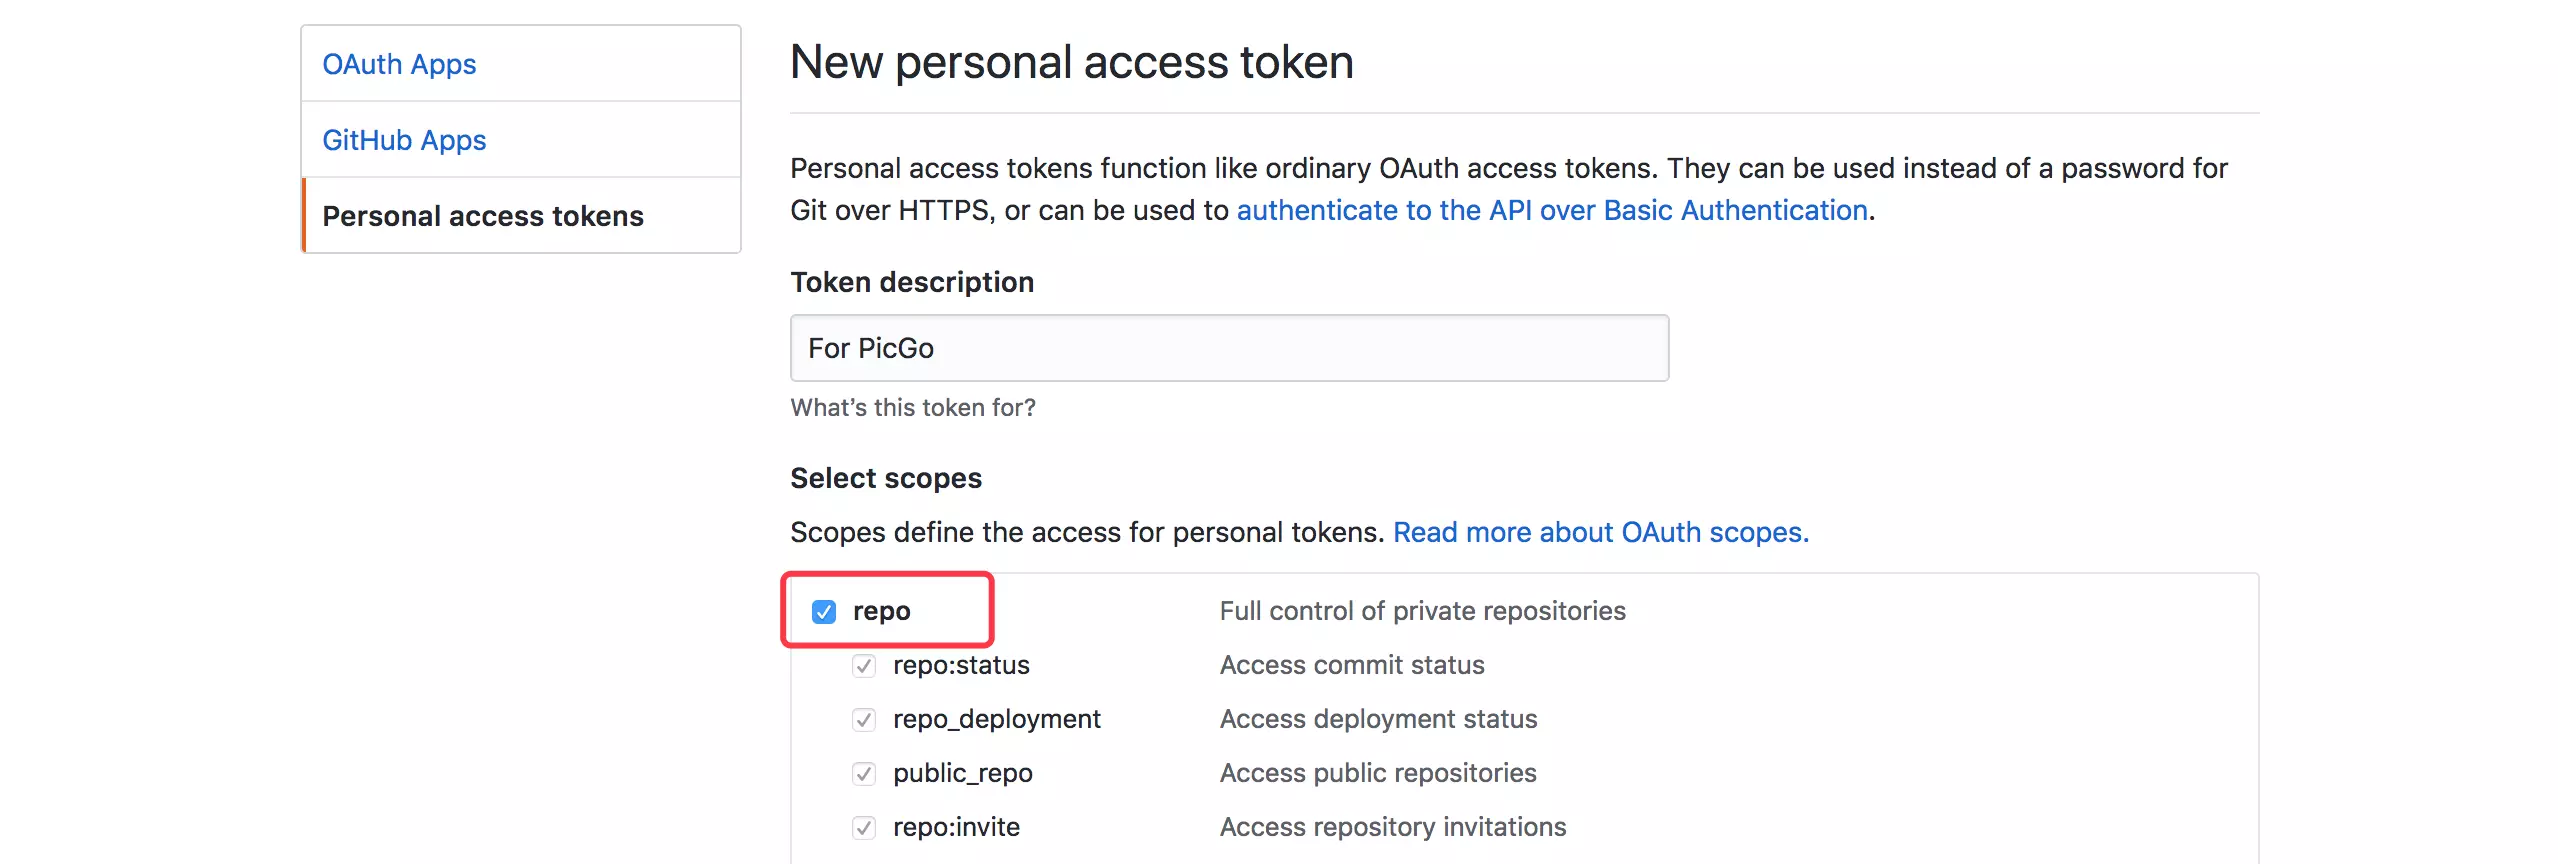 OAuth Apps
GitHub Apps
Personal access tokens
New personal access token
Personal access tokens function like ordinary OAuth access tokens. They can be used instead of a password for
Git over HTTPS, or can be used to authenticate to the API over Basic Authentication.
Token description
For PicGo
What’s this token for?
Select scopes
Scopes define the access for personal tokens. Read more about OAuth scopes.
repo Full control of private repositories
repo:status Access commit status
repo_deployment Access deployment status
public_repo Access public repositories
repo:invite Access repository invitations